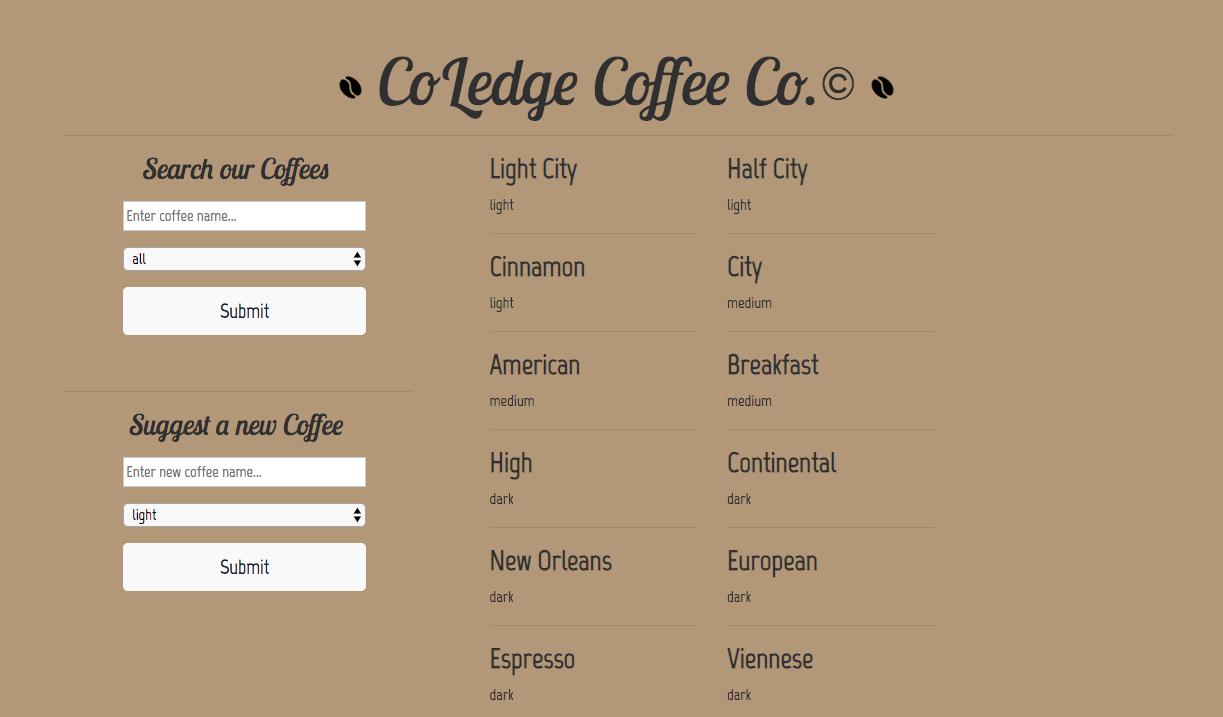 CoLedge Coffee Co.©
Search our Coffees
Enter coffee name...
all
Submit
Suggest a new Coffee
Enter new coffee name...
light
Submit
Light City
light
Half City
light
Cinnamon
light
City
medium
American
medium
Breakfast
medium
High
dark
Continental
dark
New Orleans
dark
European
dark
Espresso
dark
Viennese
dark